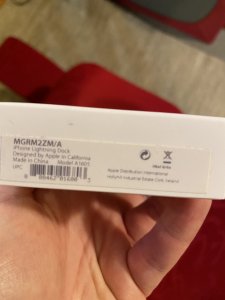 MGRM2ZM/A
iPhone Lightning Dock
Designed by Apple in California
Made in China Model A1605
UPC
Apple Distribution International
Hollyhill Industrial Estate Cork, Ireland